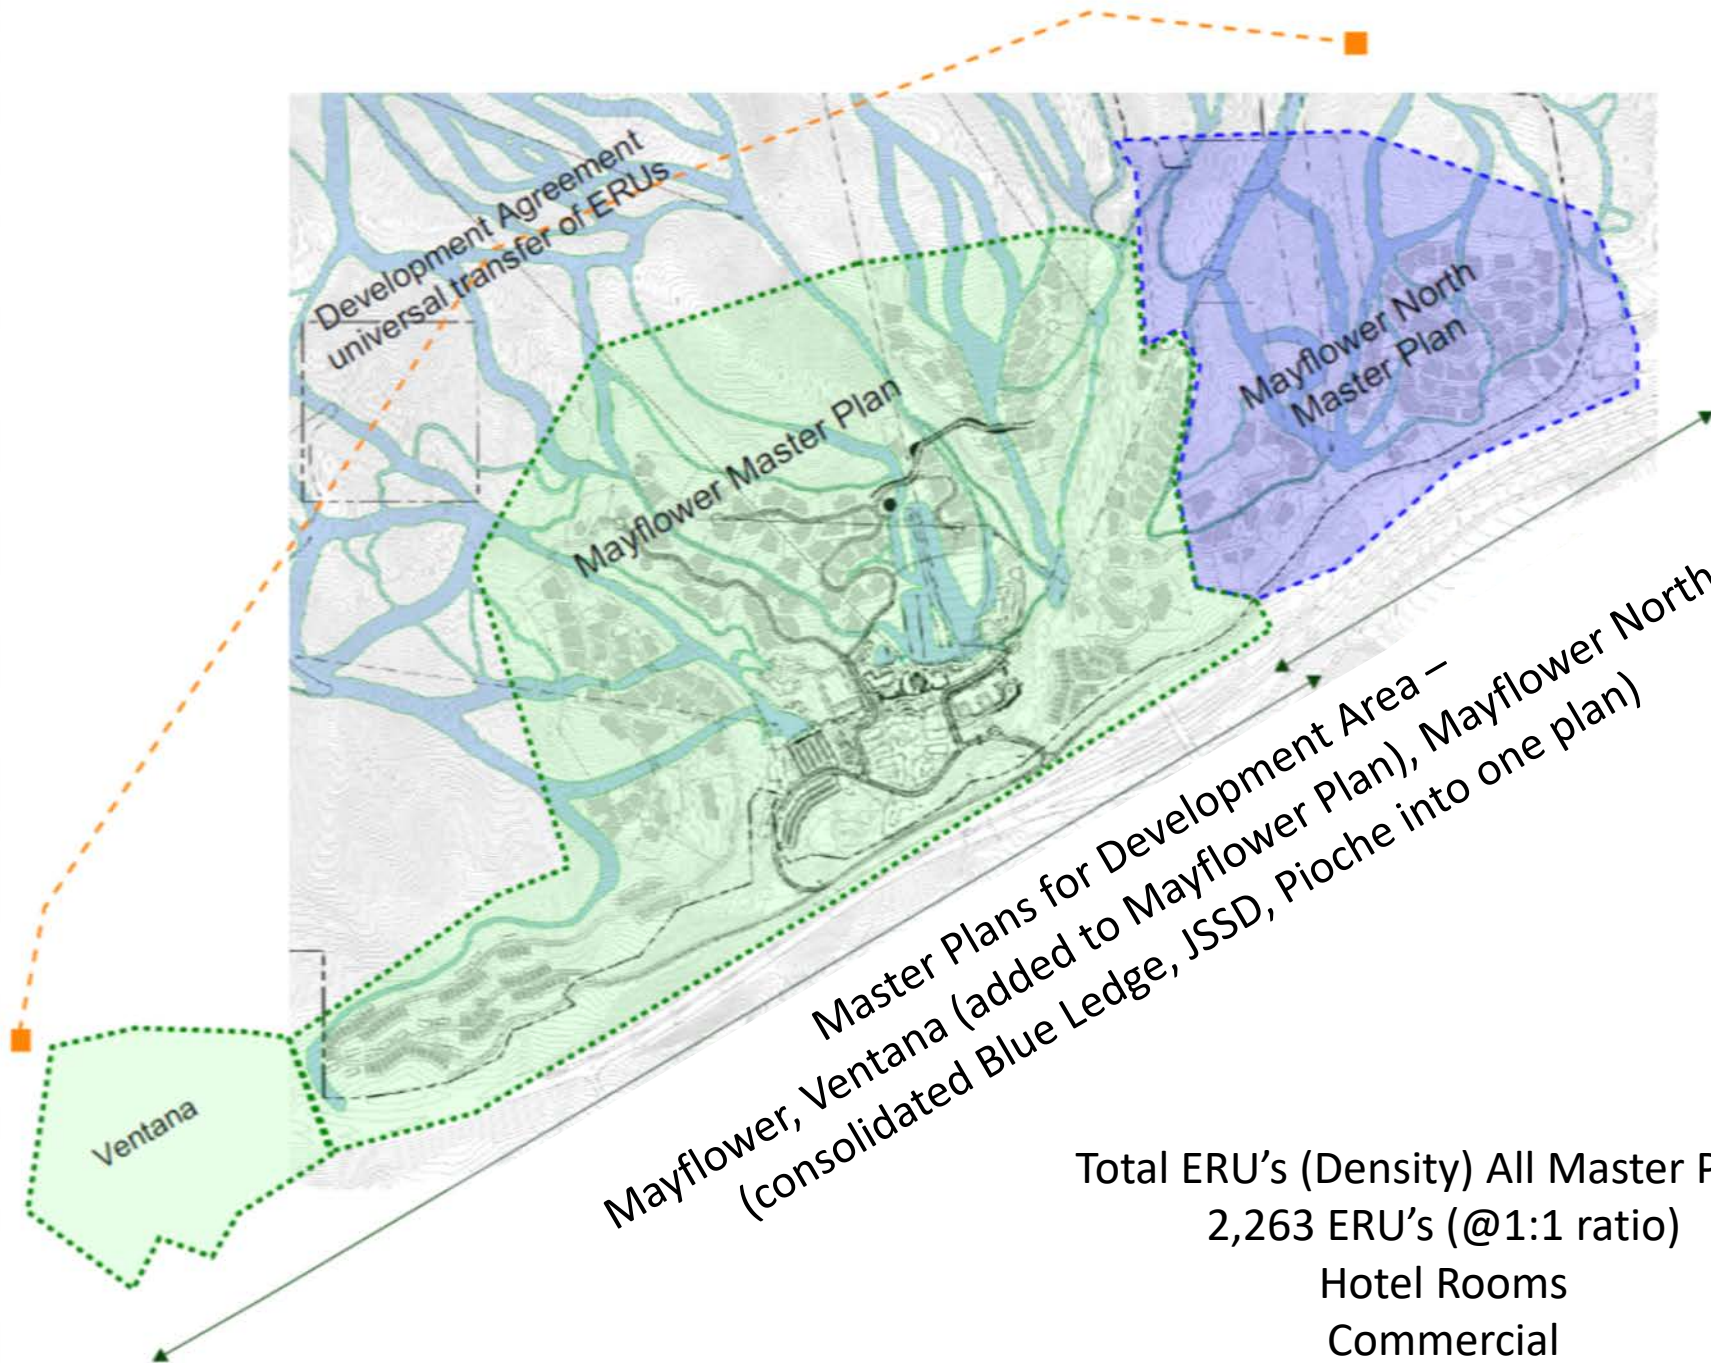 Development Agreement
universal transfer of ERUs
Mayflower Master Plan
Mayflower North
Master Plan
Ventana
Master Plans for Development Area –
Mayflower, Ventana (added to Mayflower Plan), Mayflower North
(consolidated Blue Ledge, JSSD, Pioche into one plan)
Total ERU’s (Density) All Master P
2,263 ERU’s (@1:1 ratio)
Hotel Rooms
Commercial